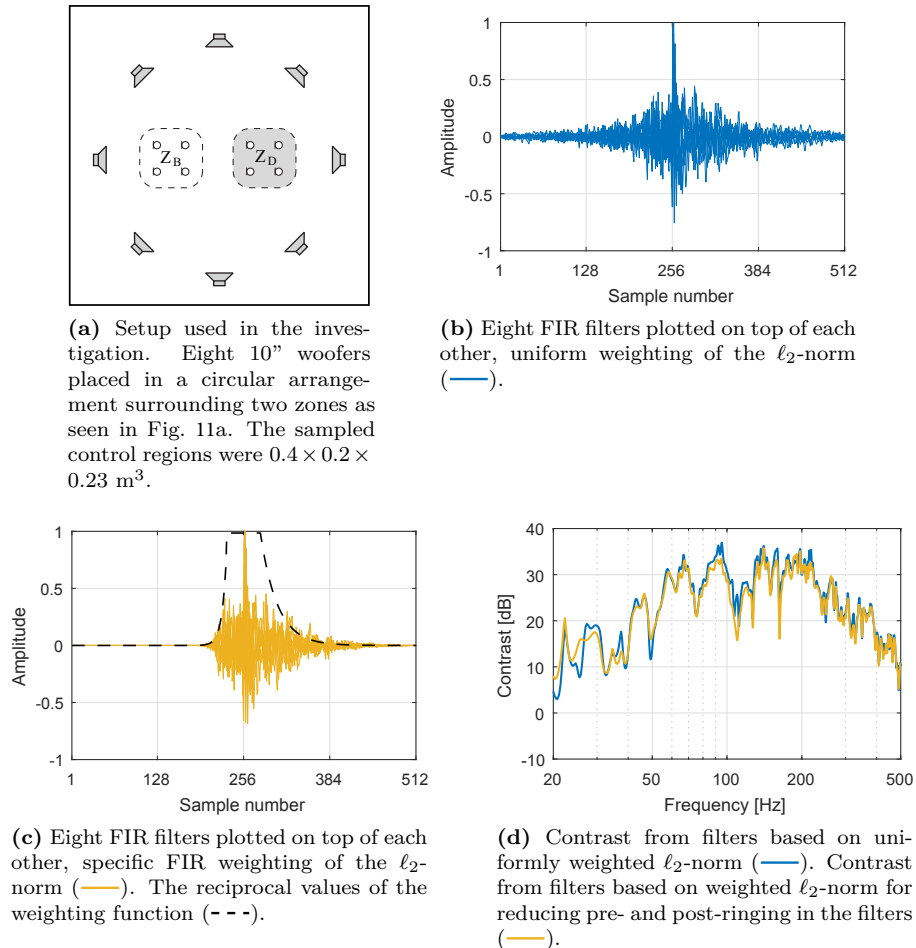 Z_B
Z_D
(a) Setup used in the inves-
tigation. Eight 10” woofers
placed in a circular arrange-
ment surrounding two zones as
seen in Fig. 11a. The sampled
control regions were 0.4 × 0.2 ×
0.23 m³.
1
0.5
0
-0.5
-1
Amplitude
1 128 256 384 512
Sample number
(b) Eight FIR filters plotted on top of each
other, uniform weighting of the ℓ₂-norm
(——).
1
0.5
0
-0.5
-1
Amplitude
1 128 256 384 512
Sample number
(c) Eight FIR filters plotted on top of each
other, specific FIR weighting of the ℓ₂-
norm (——). The reciprocal values of the
weighting function (- - -).
40
30
20
10
0
-10
Contrast [dB]
20 50 100 200 500
Frequency [Hz]
(d) Contrast from filters based on uni-
formly weighted ℓ₂-norm (——). Contrast
from filters based on weighted ℓ₂-norm for
reducing pre- and post-ringing in the filters
(——).